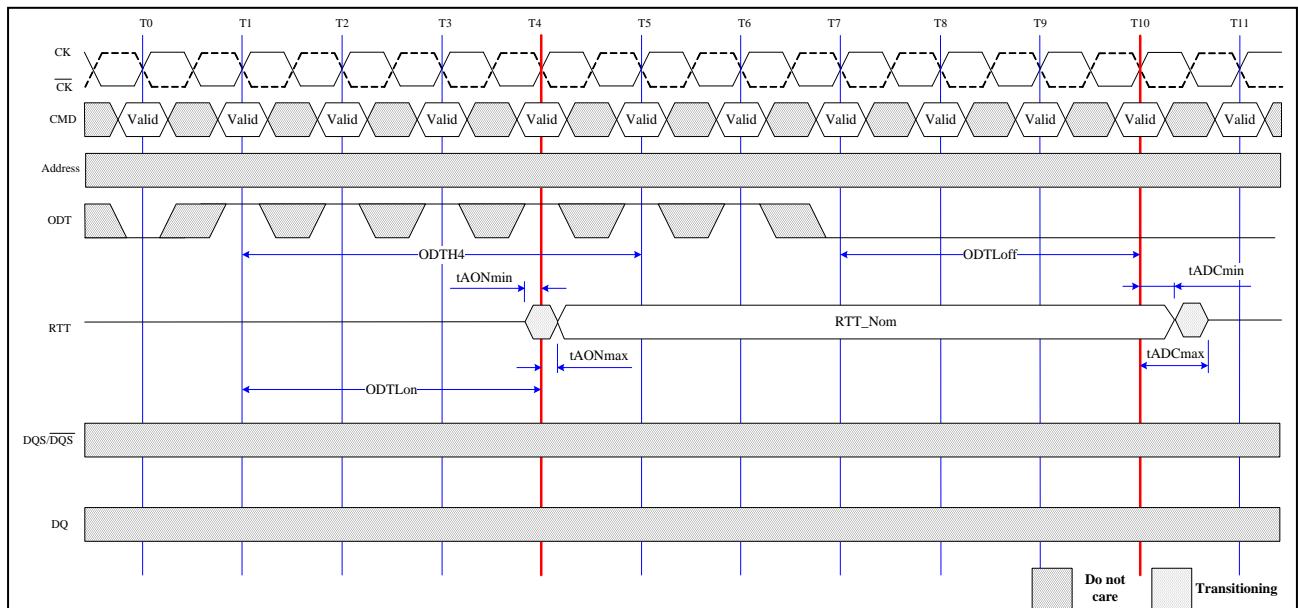 T0 T1 T2 T3 T4 T5 T6 T7 T8 T9 T10 T11
CK
CK
CMD Valid Valid Valid Valid Valid Valid Valid Valid Valid Valid Valid Valid
Address
ODT
ODTH4 ODTLoff
tAONmin tADCmin
RTT RTT_Nom
tAONmax tADCmax
ODTLon
DQS/DQS
DQ
Do not care Transitioning